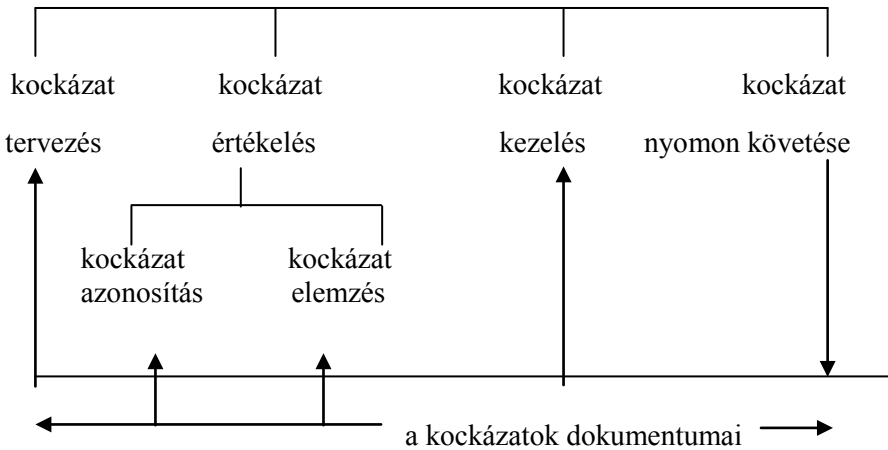 kockázat kockázat kockázat kockázat
tervezés értékelés kezelés nyomon követése
kockázat kockázat
azonosítás elemzés
a kockázatok dokumentumai